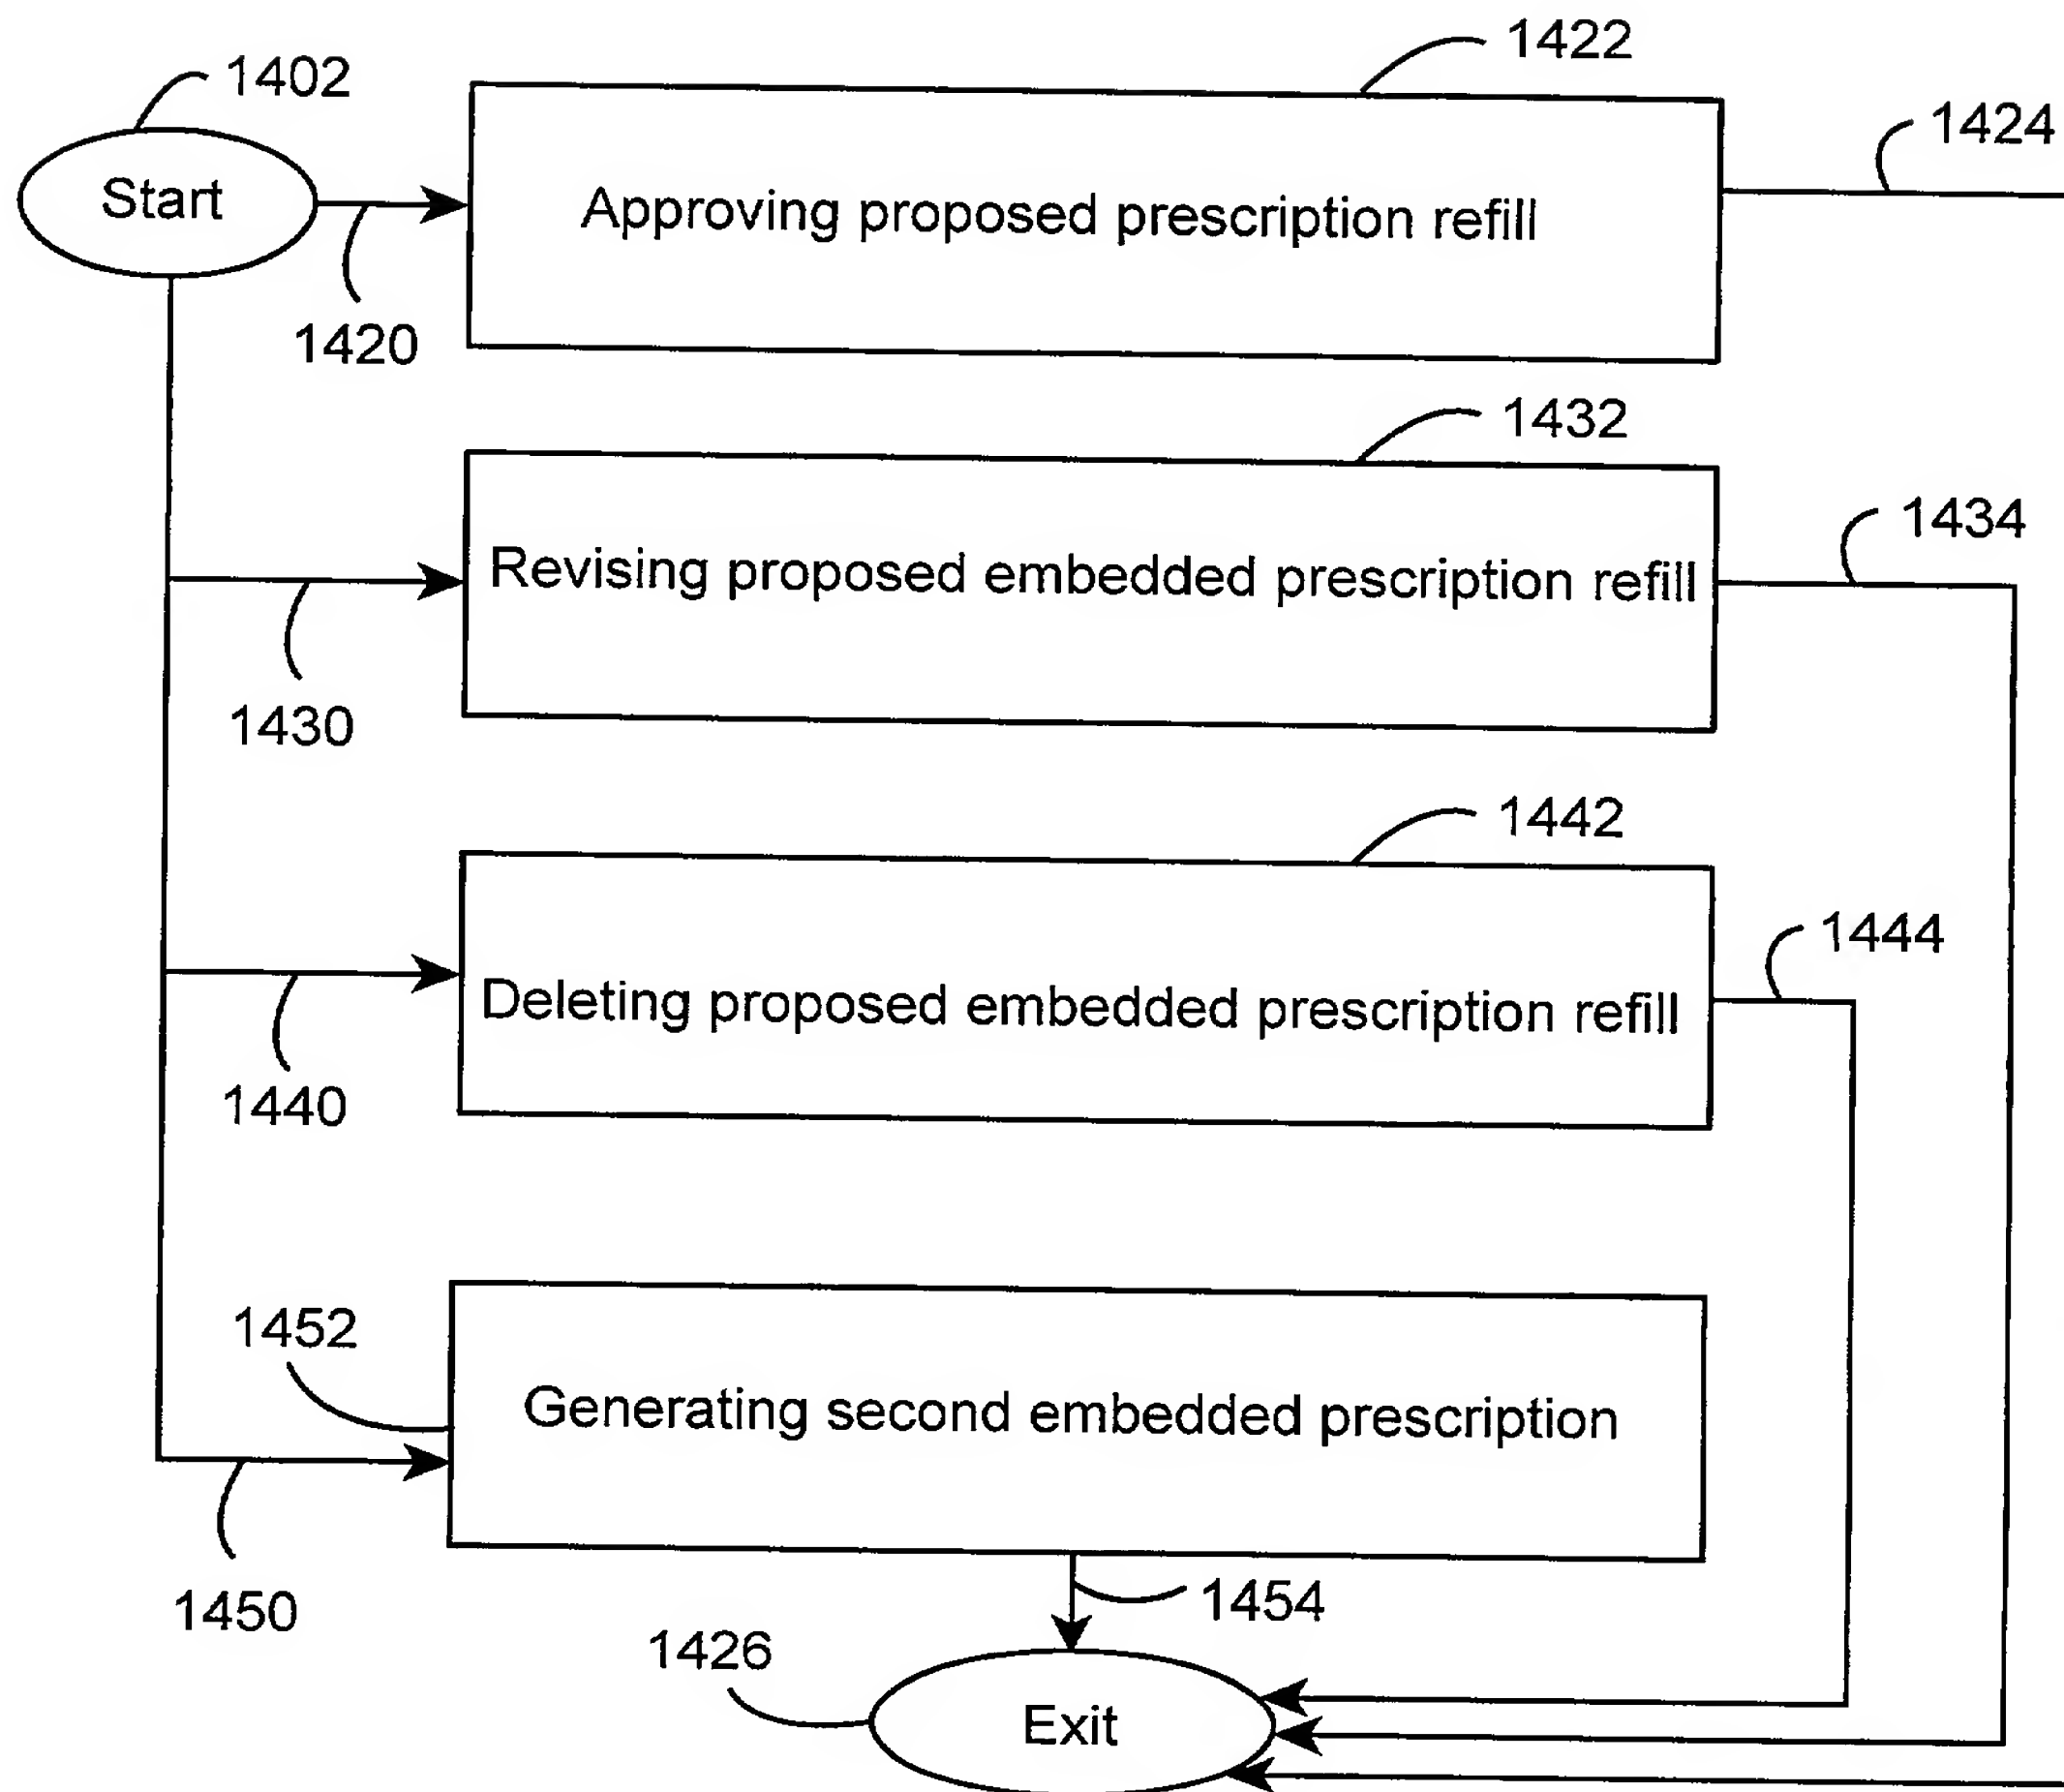 1402
1422
1424
Start
Approving proposed prescription refill
1420
1432
1434
Revising proposed embedded prescription refill
1430
1442
1444
Deleting proposed embedded prescription refill
1440
1452
Generating second embedded prescription
1450
1454
1426
Exit